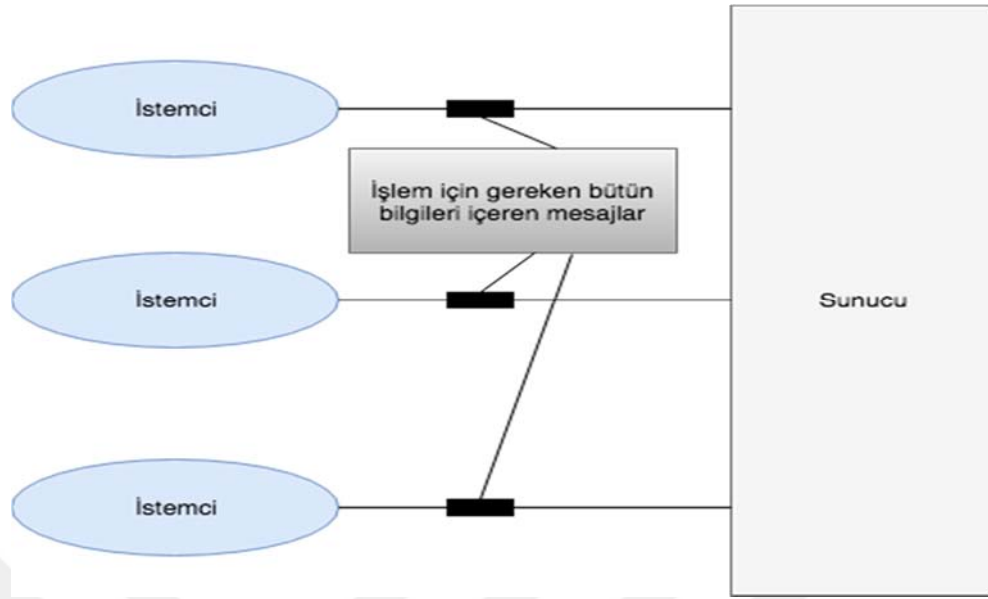 İstemci
İşlem için gereken bütün
bilgileri içeren mesajlar
İstemci
Sunucu
İstemci